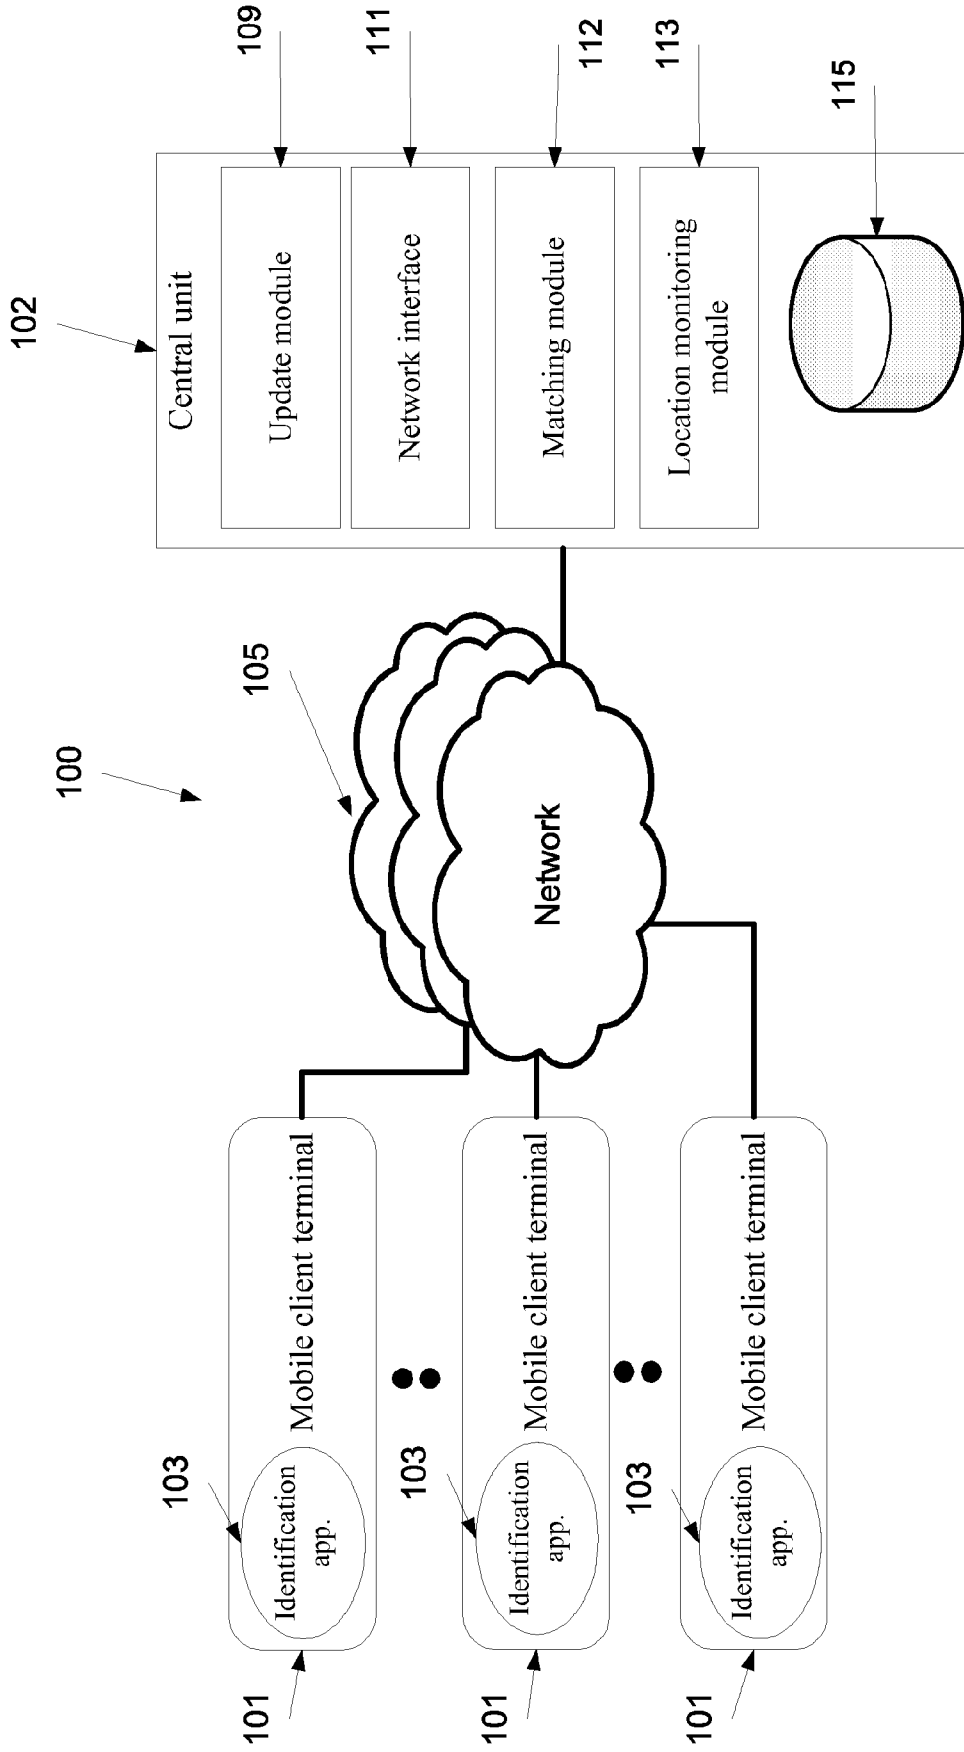 100
102
Central unit
Update module
109
Network interface
111
Matching module
112
Location monitoring
module
113
115
105
Network
101
103
Identification
app.
Mobile client terminal
101
103
Identification
app.
Mobile client terminal
101
103
Identification
app.
Mobile client terminal